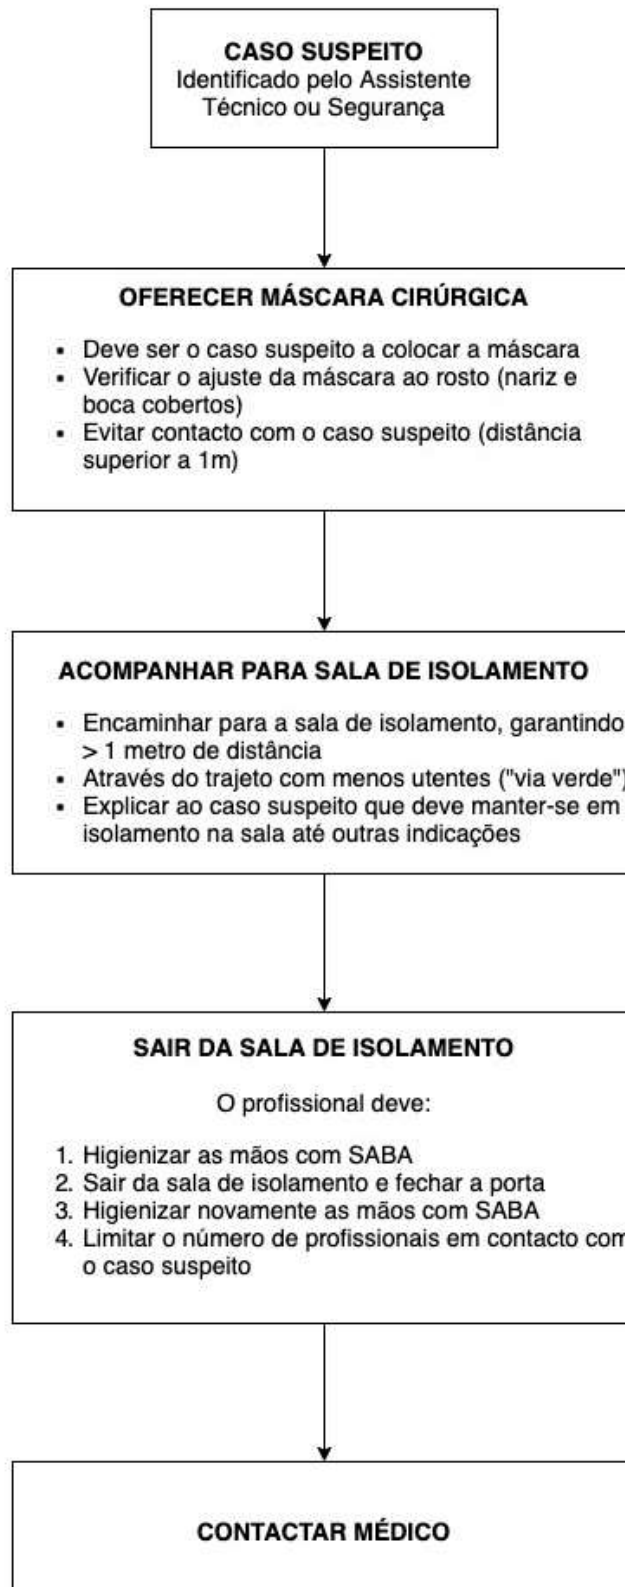 CASO SUSPEITO
Identificado pelo Assistente
Técnico ou Segurança
OFERECER MÁSCARA CIRÚRGICA
▪ Deve ser o caso suspeito a colocar a máscara
▪ Verificar o ajuste da máscara ao rosto (nariz e
boca cobertos)
▪ Evitar contacto com o caso suspeito (distância
superior a 1m)
ACOMPANHAR PARA SALA DE ISOLAMENTO
▪ Encaminhar para a sala de isolamento, garantindo
> 1 metro de distância
▪ Através do trajeto com menos utentes ("via verde")
▪ Explicar ao caso suspeito que deve manter-se em
isolamento na sala até outras indicações
SAIR DA SALA DE ISOLAMENTO
O profissional deve:
1. Higienizar as mãos com SABA
2. Sair da sala de isolamento e fechar a porta
3. Higienizar novamente as mãos com SABA
4. Limitar o número de profissionais em contacto com
o caso suspeito
CONTACTAR MÉDICO